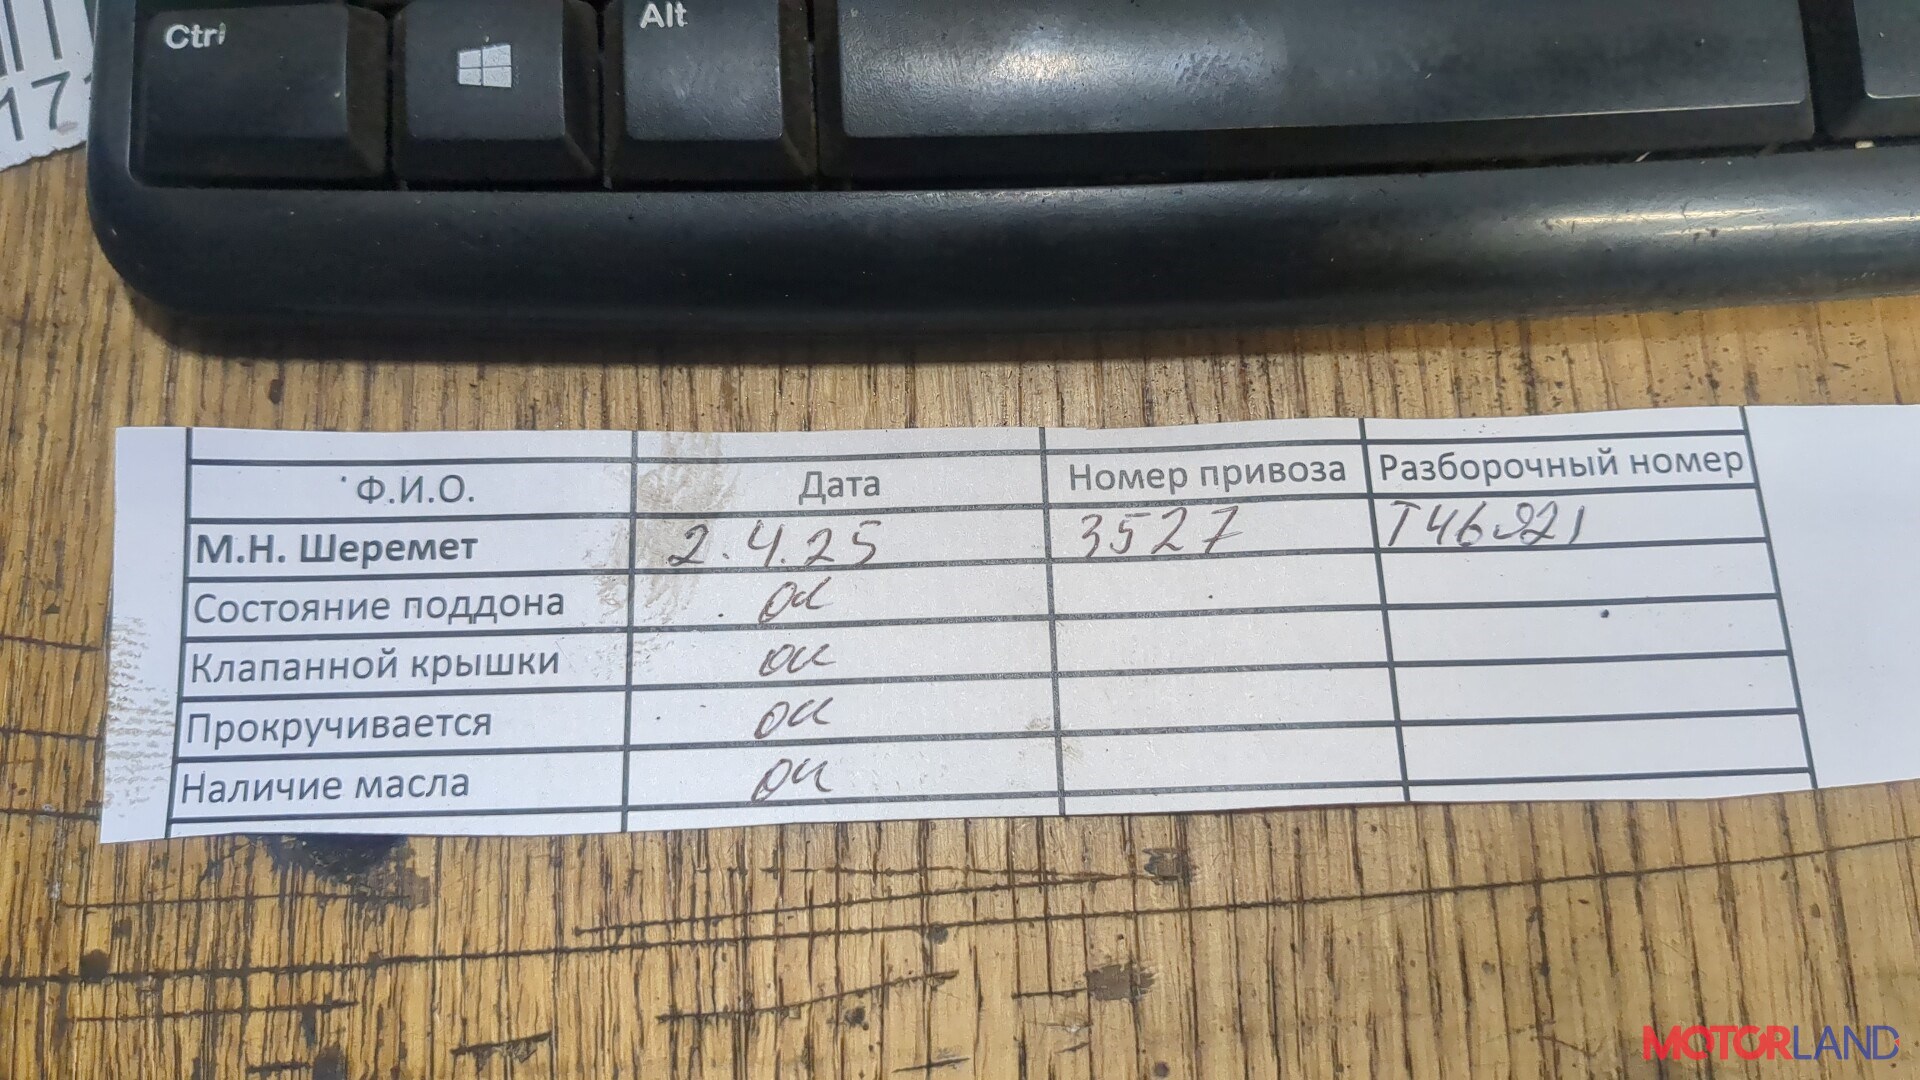 Ctrl Alt
17
Ф.И.О. Дата Номер привоза Разборочный номер
М.Н. Шеремет 2.4.25 3527
Состояние поддона ок
Клапанной крышки ок
Прокручивается ок
Наличие масла ок
MOTORLAND